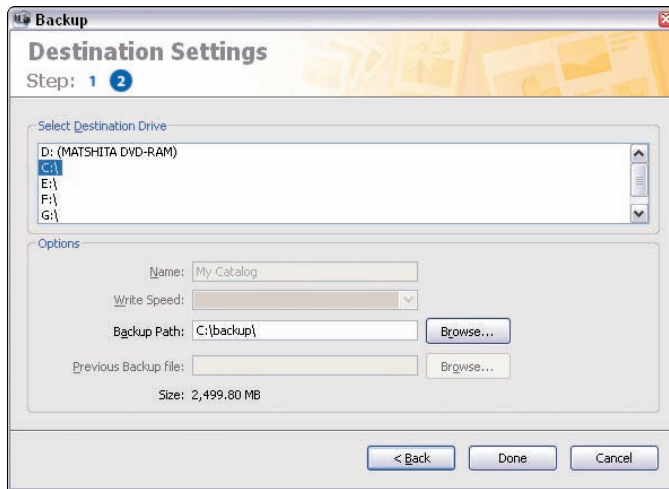 Backup
Destination Settings
Step: 1 2
Select Destination Drive
D: (MATSHITA DVD-RAM)
C:\
E:\
F:\
G:\
Options
Name: My Catalog
Write Speed:
Backup Path: C:\backup\ Browse...
Previous Backup file: Browse...
Size: 2,499.80 MB
< Back Done Cancel